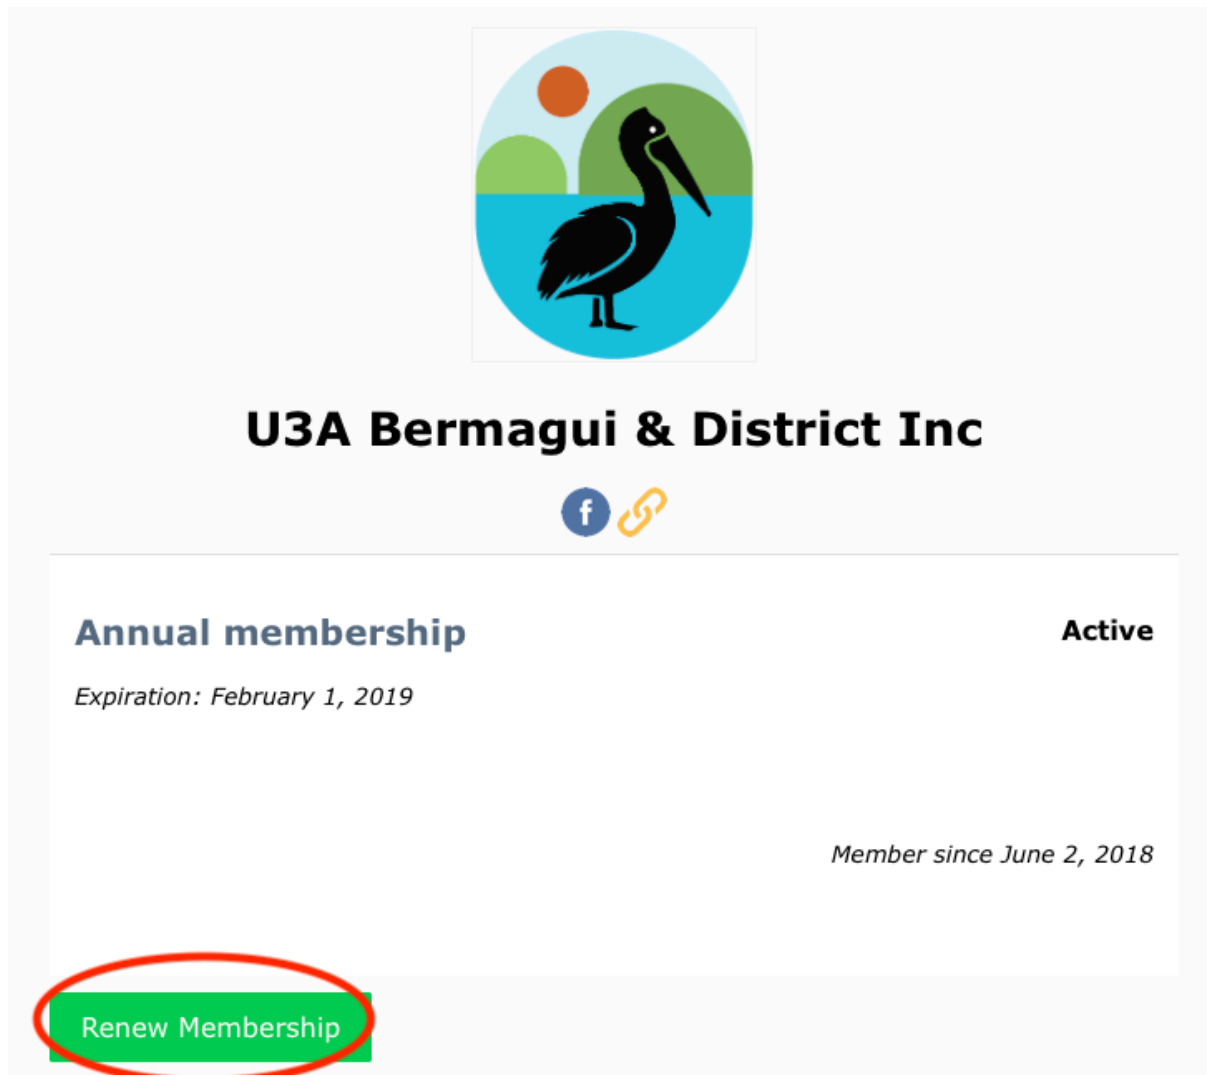 U3A Bermagui & District Inc
f
Annual membership
Active
Expiration: February 1, 2019
Member since June 2, 2018
Renew Membership